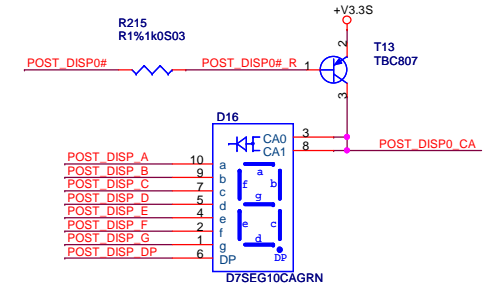 +V3.3S
R215
R1%1k0S03
POST_DISP0#
POST_DISP0#_R
1
2
3
T13
TBC807
D16
3
8
CA0
CA1
POST_DISP0_CA
POST_DISP_A 10 a
POST_DISP_B 9 b
POST_DISP_C 7 c
POST_DISP_D 5 d
POST_DISP_E 4 e
POST_DISP_F 2 f
POST_DISP_G 1 g
POST_DISP_DP 6 DP
a
f b
g
e c
d
DP
D7SEG10CAGRN